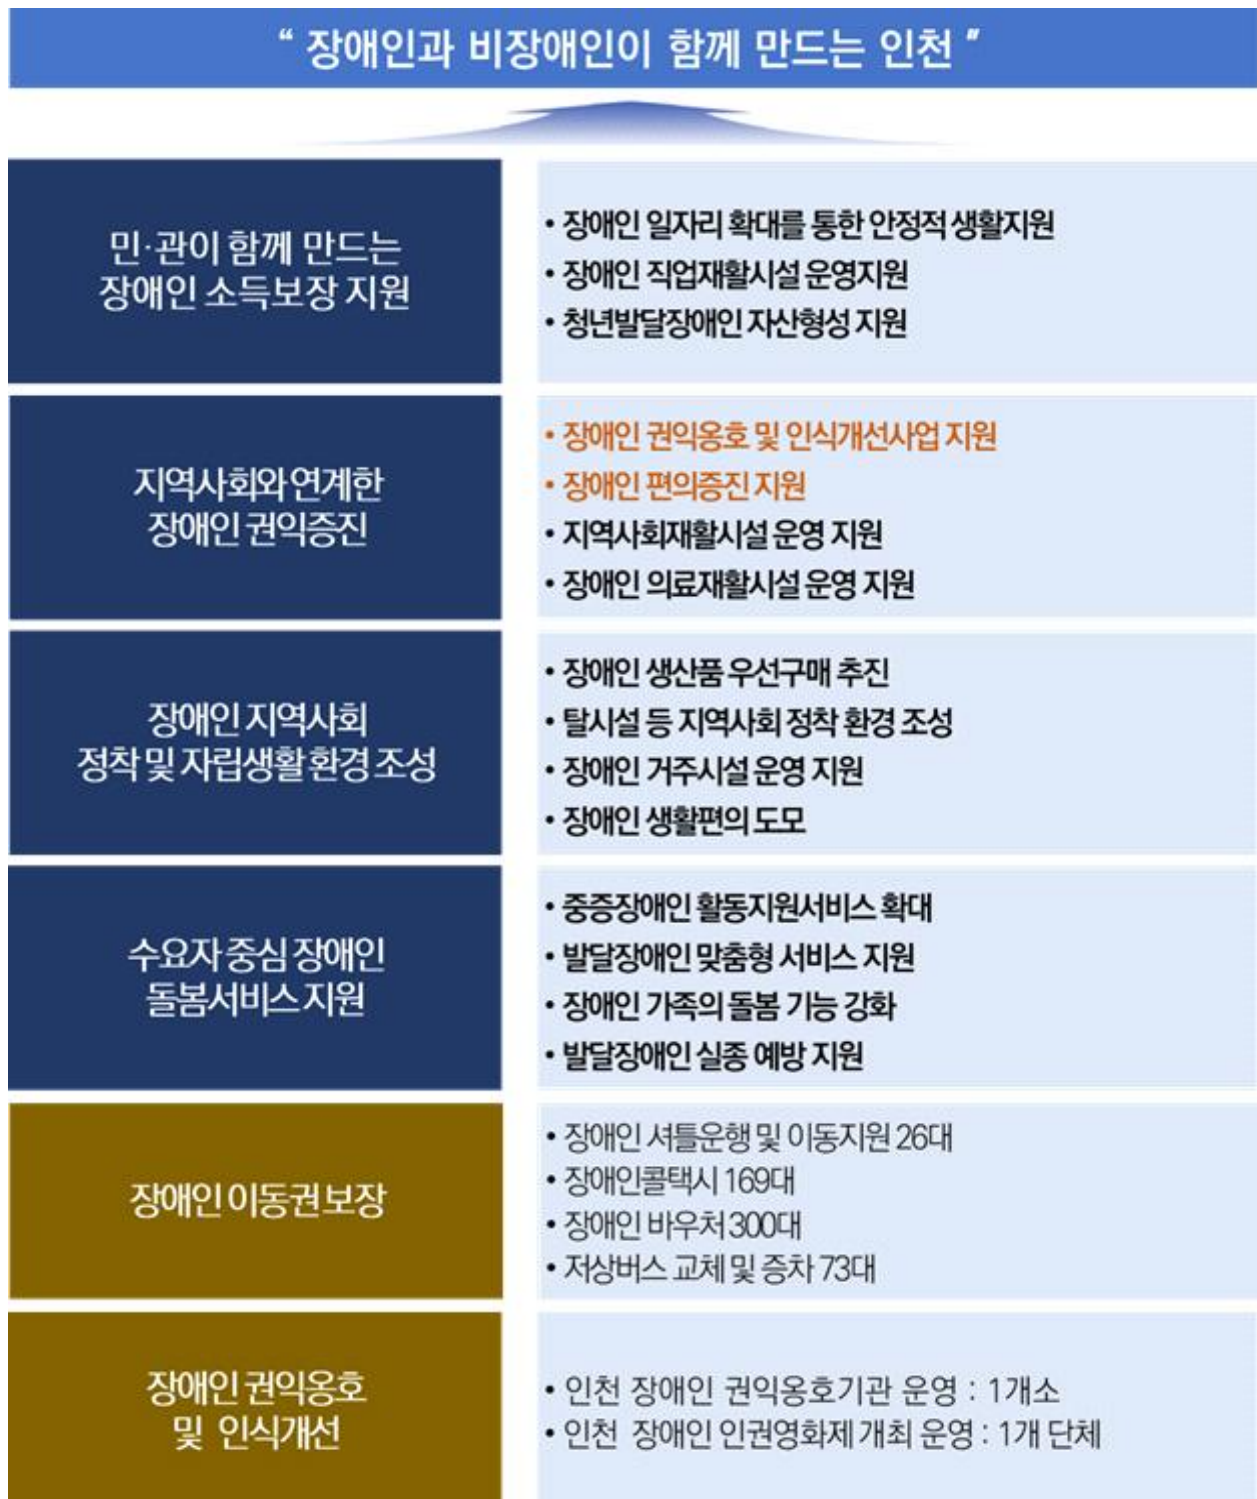 “ 장애인과 비장애인이 함께 만드는 인천 ”
민·관이 함께 만드는
장애인 소득보장 지원
• 장애인 일자리 확대를 통한 안정적 생활지원
• 장애인 직업재활시설 운영지원
• 청년발달장애인 자산형성 지원
지역사회와 연계한
장애인 권익증진
• 장애인 권익옹호 및 인식개선사업 지원
• 장애인 편의증진 지원
• 지역사회재활시설 운영 지원
• 장애인 의료재활시설 운영 지원
장애인 지역사회
정착 및 자립생활 환경 조성
• 장애인 생산품 우선구매 추진
• 탈시설 등 지역사회 정착 환경 조성
• 장애인 거주시설 운영 지원
• 장애인 생활편의 도모
수요자 중심 장애인
돌봄서비스 지원
• 중증장애인 활동지원서비스 확대
• 발달장애인 맞춤형 서비스 지원
• 장애인 가족의 돌봄 기능 강화
• 발달장애인 실종 예방 지원
장애인 이동권 보장
• 장애인 셔틀운행 및 이동지원 26대
• 장애인콜택시 169대
• 장애인 바우처 300대
• 저상버스 교체 및 증차 73대
장애인 권익옹호
및 인식개선
• 인천 장애인 권익옹호기관 운영 : 1개소
• 인천 장애인 인권영화제 개최 운영 : 1개 단체